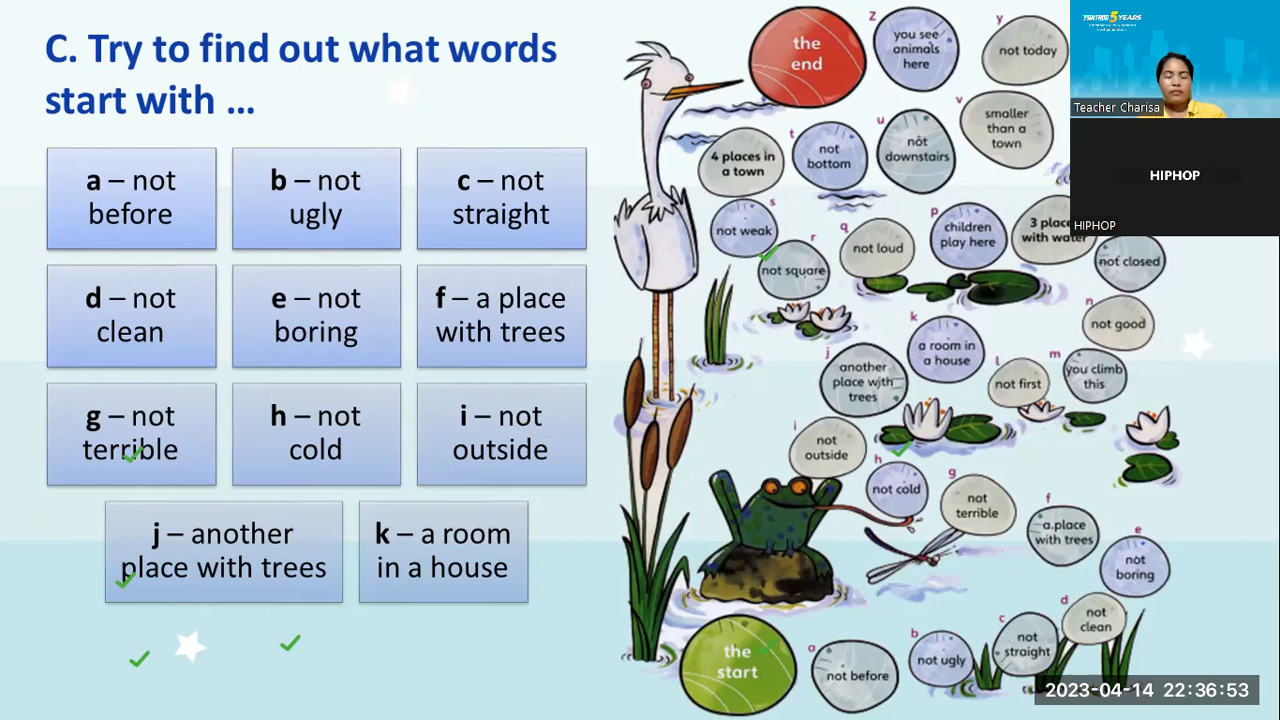 C. Try to find out what words
start with ...
a – not
before
b – not
ugly
c – not
straight
d – not
clean
e – not
boring
f – a place
with trees
g – not
terrible
h – not
cold
i – not
outside
j – another
place with trees
k – a room
in a house
the
end
z
you see
animals
here
y
not today
v
smaller
than a
town
u
not
downstairs
t
not
bottom
4 places in
a town
s
not weak
r
not square
q
not loud
p
children
play here
3 plac
with water
not closed
n
not good
m
you climb
this
l
not first
k
a room in
a house
j
another
place with
trees
i
not
outside
h
not cold
g
not
terrible
f
a place
with trees
e
not
boring
d
not
clean
c
not
straight
b
not ugly
a
not before
the
start
5 YEARS
Teacher Charisa
HIPHOP
HIPHOP
2023-04-14 22:36:53